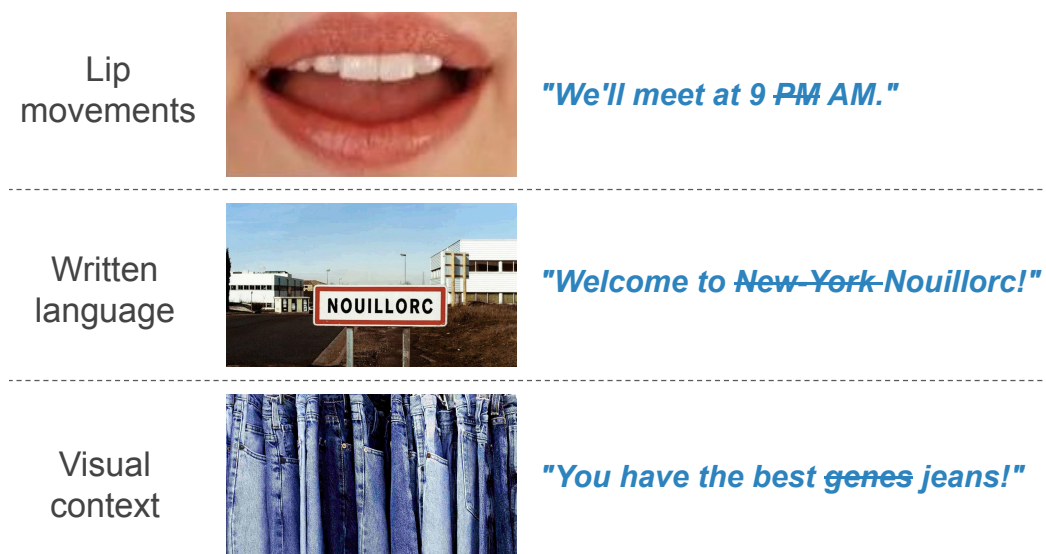 Lip
movements
"We'll meet at 9 PM AM."
Written
language
NOUILLORC
"Welcome to New-York Nouillorc!"
Visual
context
"You have the best genes jeans!"